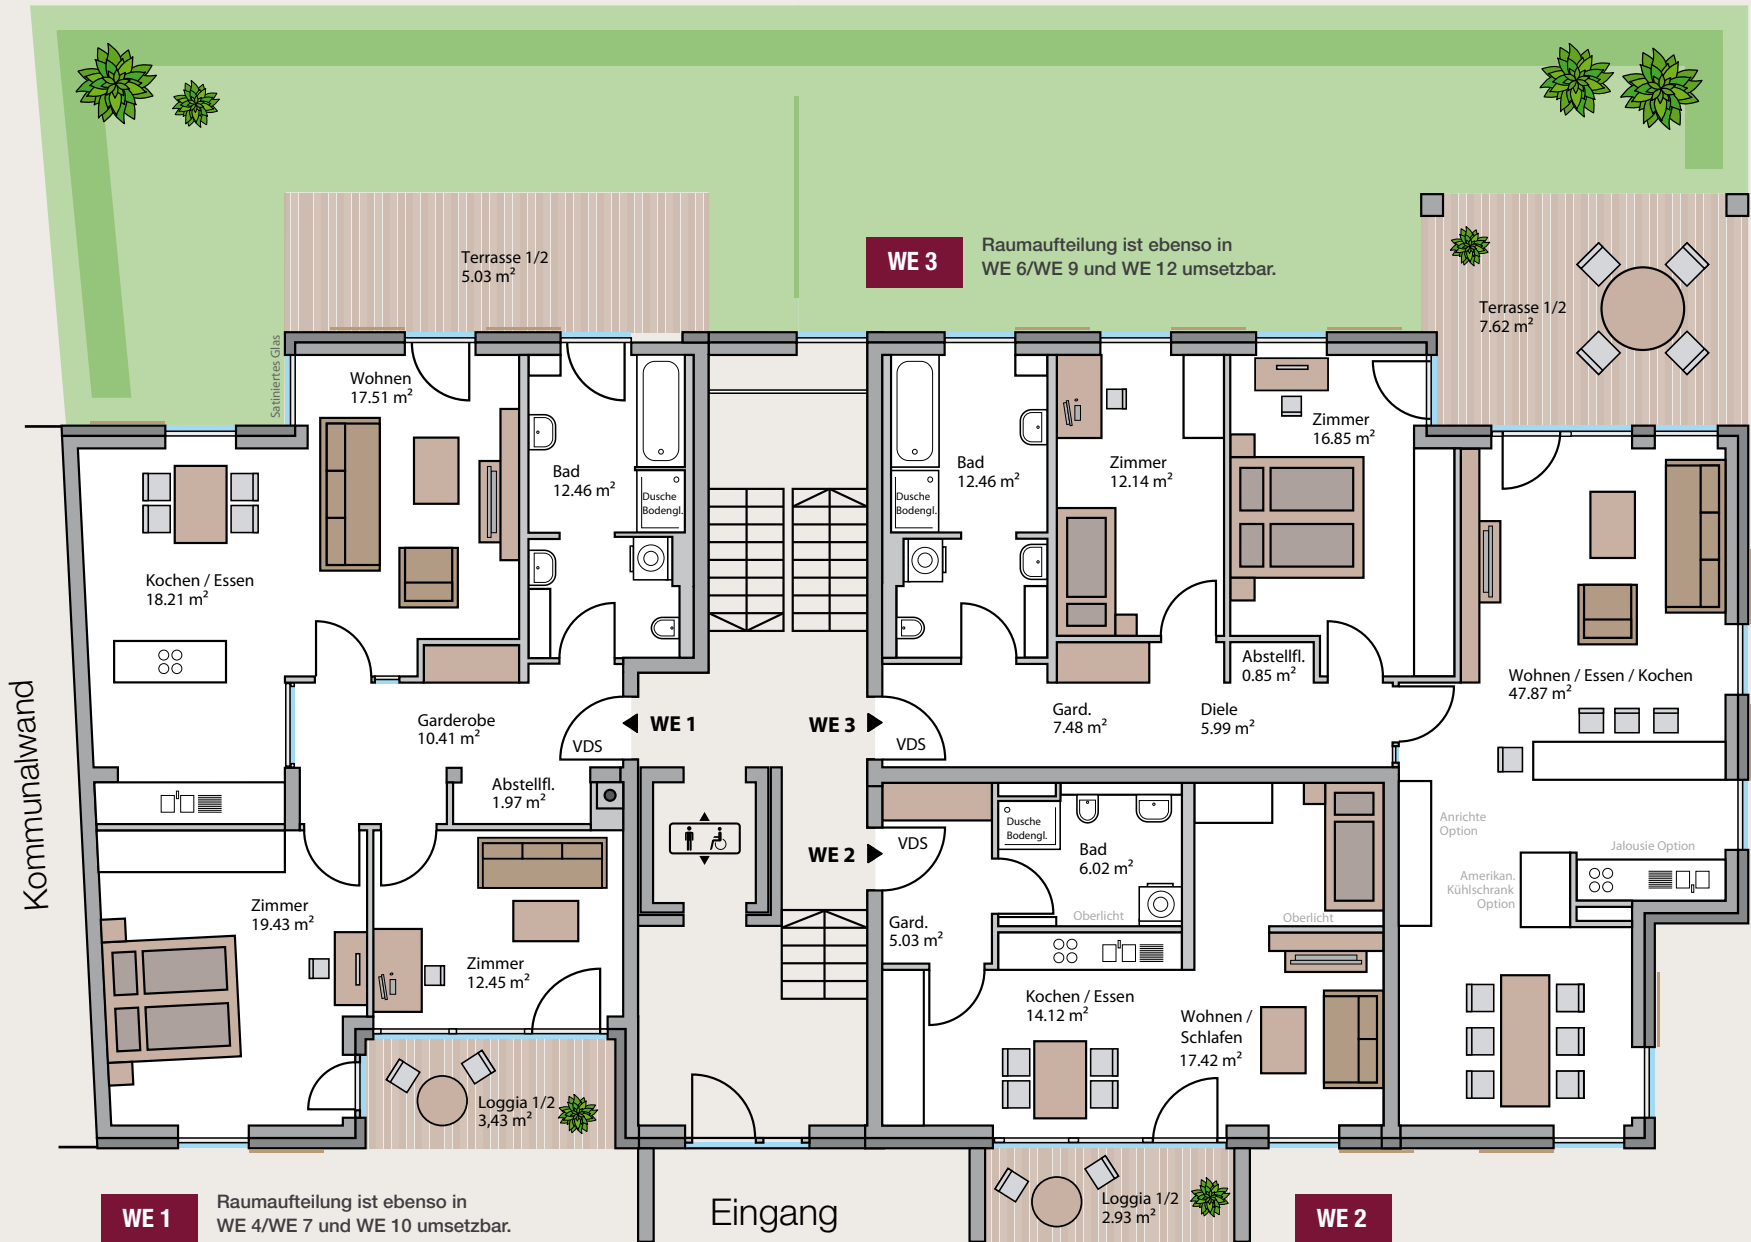 Terrasse 1/2
5.03 m²
WE 3
Raumaufteilung ist ebenso in
WE 6/WE 9 und WE 12 umsetzbar.
Terrasse 1/2
7.62 m²
Satiniertes Glas
Wohnen
17.51 m²
Bad
12.46 m²
Dusche
Bodengl.
Kochen / Essen
18.21 m²
Bad
12.46 m²
Dusche
Bodengl.
Zimmer
12.14 m²
Zimmer
16.85 m²
Abstellfl.
0.85 m²
Wohnen / Essen / Kochen
47.87 m²
Garderobe
10.41 m²
VDS
WE 1
WE 3
VDS
Gard.
7.48 m²
Diele
5.99 m²
Abstellfl.
1.97 m²
Kommunalwand
WE 2
VDS
Dusche
Bodengl.
Bad
6.02 m²
Oberlicht
Oberlicht
Anrichte
Option
Jalousie Option
Amerikan.
Kühlschrank
Option
Zimmer
19.43 m²
Zimmer
12.45 m²
Gard.
5.03 m²
Kochen / Essen
14.12 m²
Wohnen /
Schlafen
17.42 m²
Loggia 1/2
3,43 m²
Loggia 1/2
2.93 m²
WE 1
Raumaufteilung ist ebenso in
WE 4/WE 7 und WE 10 umsetzbar.
Eingang
WE 2